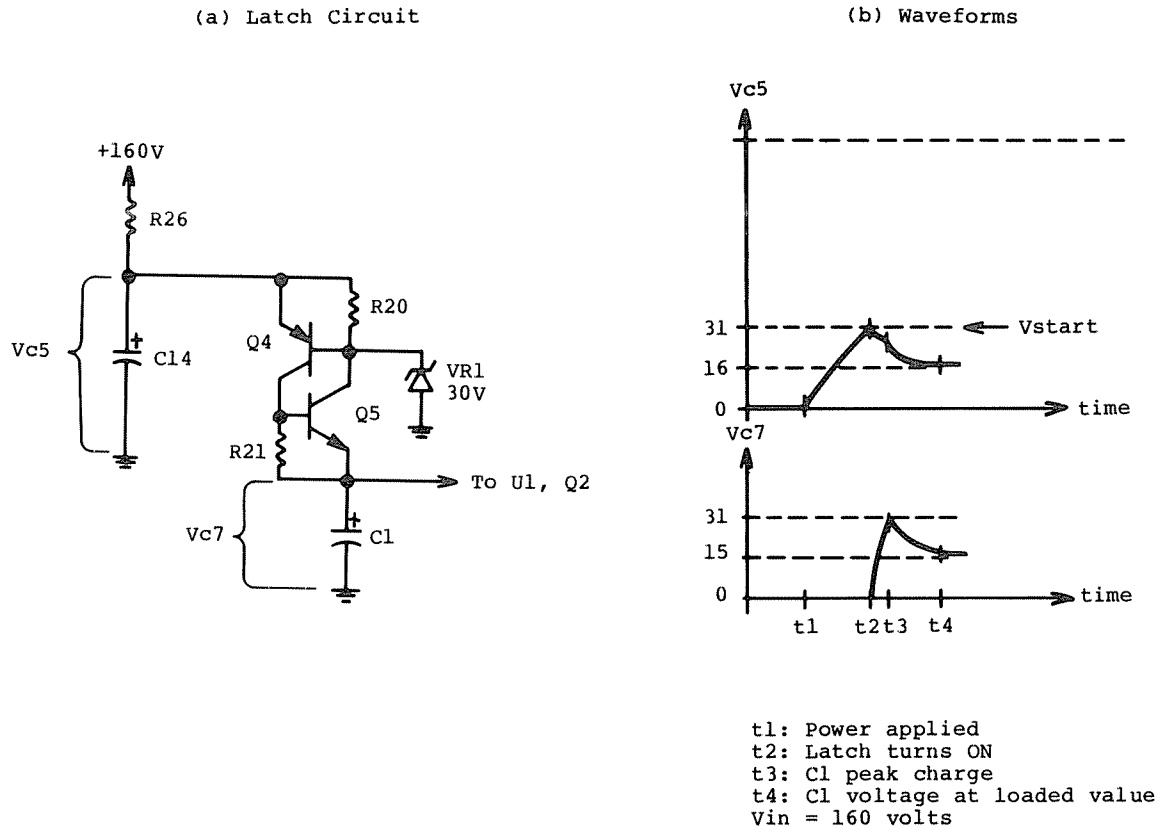 (a) Latch Circuit
+160V
R26
R20
Vc5
+
C14
Q4
VR1
30V
Q5
R21
To U1, Q2
Vc7
+
C1
(b) Waveforms
Vc5
31
Vstart
16
0
time
Vc7
31
15
0
time
t1 t2 t3 t4
t1: Power applied
t2: Latch turns ON
t3: C1 peak charge
t4: C1 voltage at loaded value
Vin = 160 volts